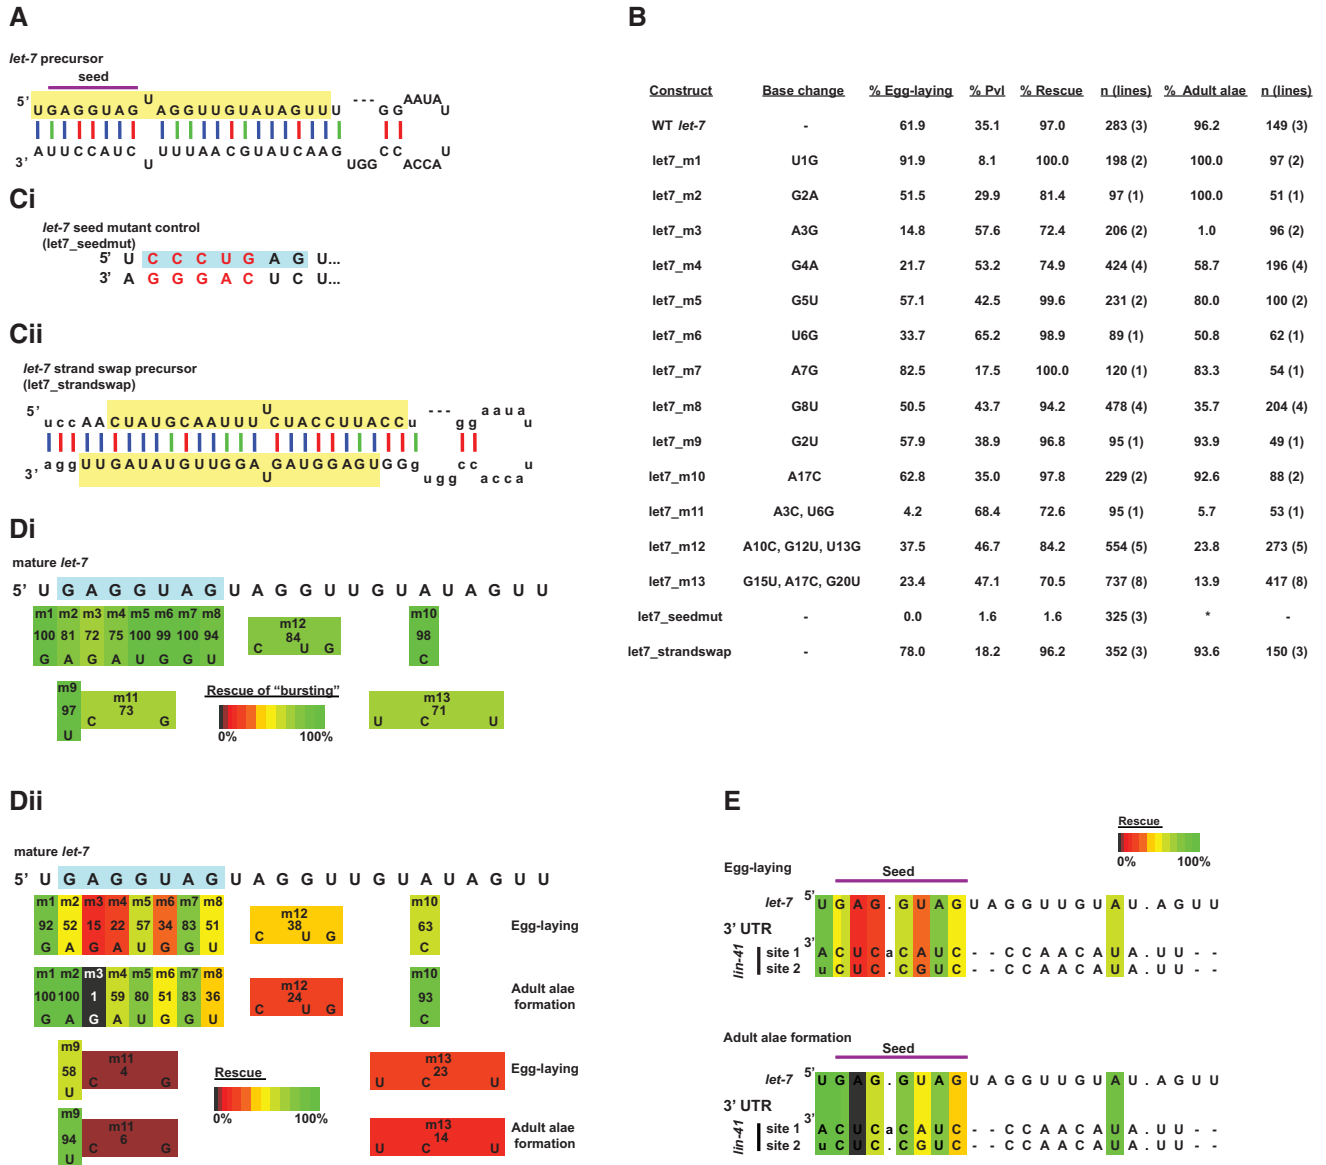 A
let-7 precursor
seed
5' U G A G G U A G U A G G U U G U A U A G U U U - - - G G A A U A U
3' A U U C C A U C U U U U A A C G U A U C A A G U G G C C A C C A U
Ci
let-7 seed mutant control
(let7_seedmut)
5' U C C C U G A G U...
3' A G G G A C U C U...
Cii
let-7 strand swap precursor
(let7_strandswap)
5' u c c A A C U A U G C A A U U U U C U A C C U U A C C u - - - g g a a u a u
3' a g g U U G A U A U G U U G G A U G A U G G A G U G G g u g g c c a c c a u
Di
mature let-7
5' U G A G G U A G U A G G U U G U A U A G U U
m1 m2 m3 m4 m5 m6 m7 m8 m12 m10
100 81 72 75 100 99 100 94 84 98
G A G A U G G U C U G C
m9 m11 m13
97 73 71
U C G U C U
Rescue of "bursting"
0% 100%
Dii
mature let-7
5' U G A G G U A G U A G G U U G U A U A G U U
m1 m2 m3 m4 m5 m6 m7 m8 m12 m10
92 52 15 22 57 34 83 51 38 63 Egg-laying
G A G A U G G U C U G C
m1 m2 m3 m4 m5 m6 m7 m8 m12 m10
100 100 1 59 80 51 83 36 24 93 Adult alae formation
G A G A U G G U C U G C
m9 m11 m13
58 4 23 Egg-laying
U C G U C U
m9 m11 m13
94 6 14 Adult alae formation
U C G U C U
Rescue
0% 100%
B
Construct Base change % Egg-laying % Pvl % Rescue n (lines) % Adult alae n (lines)
WT let-7 - 61.9 35.1 97.0 283 (3) 96.2 149 (3)
let7_m1 U1G 91.9 8.1 100.0 198 (2) 100.0 97 (2)
let7_m2 G2A 51.5 29.9 81.4 97 (1) 100.0 51 (1)
let7_m3 A3G 14.8 57.6 72.4 206 (2) 1.0 96 (2)
let7_m4 G4A 21.7 53.2 74.9 424 (4) 58.7 196 (4)
let7_m5 G5U 57.1 42.5 99.6 231 (2) 80.0 100 (2)
let7_m6 U6G 33.7 65.2 98.9 89 (1) 50.8 62 (1)
let7_m7 A7G 82.5 17.5 100.0 120 (1) 83.3 54 (1)
let7_m8 G8U 50.5 43.7 94.2 478 (4) 35.7 204 (4)
let7_m9 G2U 57.9 38.9 96.8 95 (1) 93.9 49 (1)
let7_m10 A17C 62.8 35.0 97.8 229 (2) 92.6 88 (2)
let7_m11 A3C, U6G 4.2 68.4 72.6 95 (1) 5.7 53 (1)
let7_m12 A10C, G12U, U13G 37.5 46.7 84.2 554 (5) 23.8 273 (5)
let7_m13 G15U, A17C, G20U 23.4 47.1 70.5 737 (8) 13.9 417 (8)
let7_seedmut - 0.0 1.6 1.6 325 (3) * -
let7_strandswap - 78.0 18.2 96.2 352 (3) 93.6 150 (3)
E
Rescue
0% 100%
Egg-laying
Seed
let-7 5' U G A G . G U A G U A G G U U G U A U . A G U U
3' UTR
3'
lin-41
site 1 A C U C a C A U C - - C C A A C A U A . U U - -
site 2 u C U C . C G U C - - C C A A C A U A . U U - -
Adult alae formation
Seed
let-7 5' U G A G . G U A G U A G G U U G U A U . A G U U
3' UTR
3'
lin-41
site 1 A C U C a C A U C - - C C A A C A U A . U U - -
site 2 u C U C . C G U C - - C C A A C A U A . U U - -